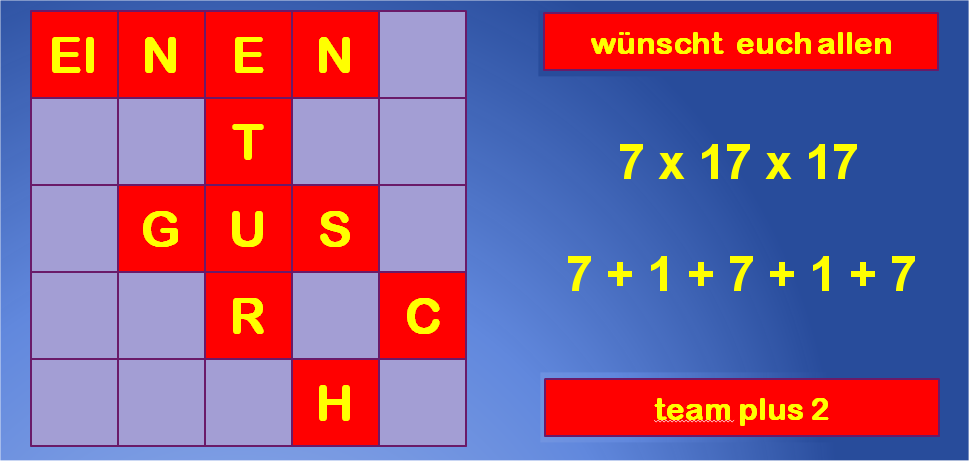 EI N E N
T
G U S
R C
H
wünscht euch allen
7 x 17 x 17
7 + 1 + 7 + 1 + 7
team plus 2